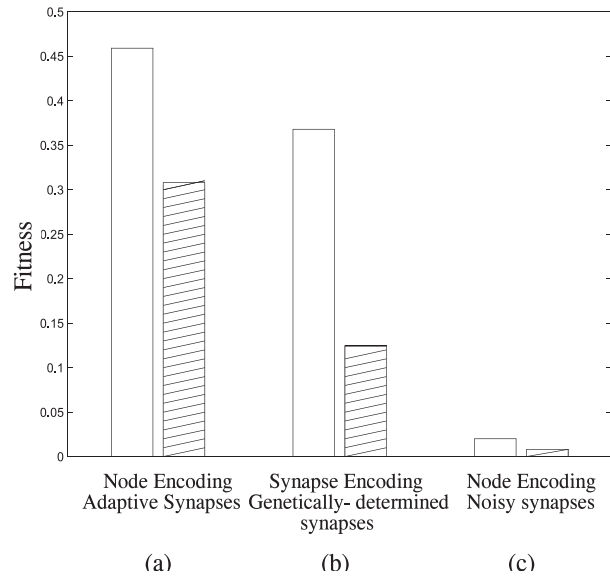 0.5
0.45
0.4
0.35
0.3
0.25
0.2
0.15
0.1
0.05
0
Fitness
Node Encoding
Adaptive Synapses
Synapse Encoding
Genetically- determined
synapses
Node Encoding
Noisy synapses
(a)
(b)
(c)